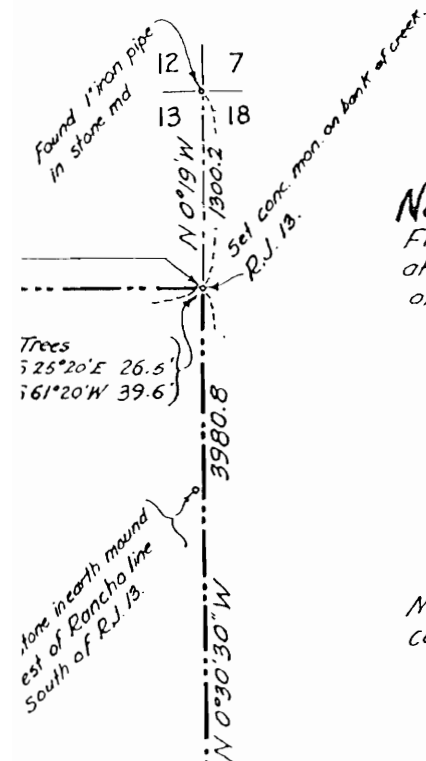 Found 1" iron pipe
in stone md
12 7
13 18
N 0°19'W
1300.2
Set conc. mon. on bank of creek.
R.J. 13.
Trees
25°20'E 26.5'
61°20'W 39.6'
3980.8
in earth mound
of Rancho line
South of R.J. 13.
N 0°30'30"W